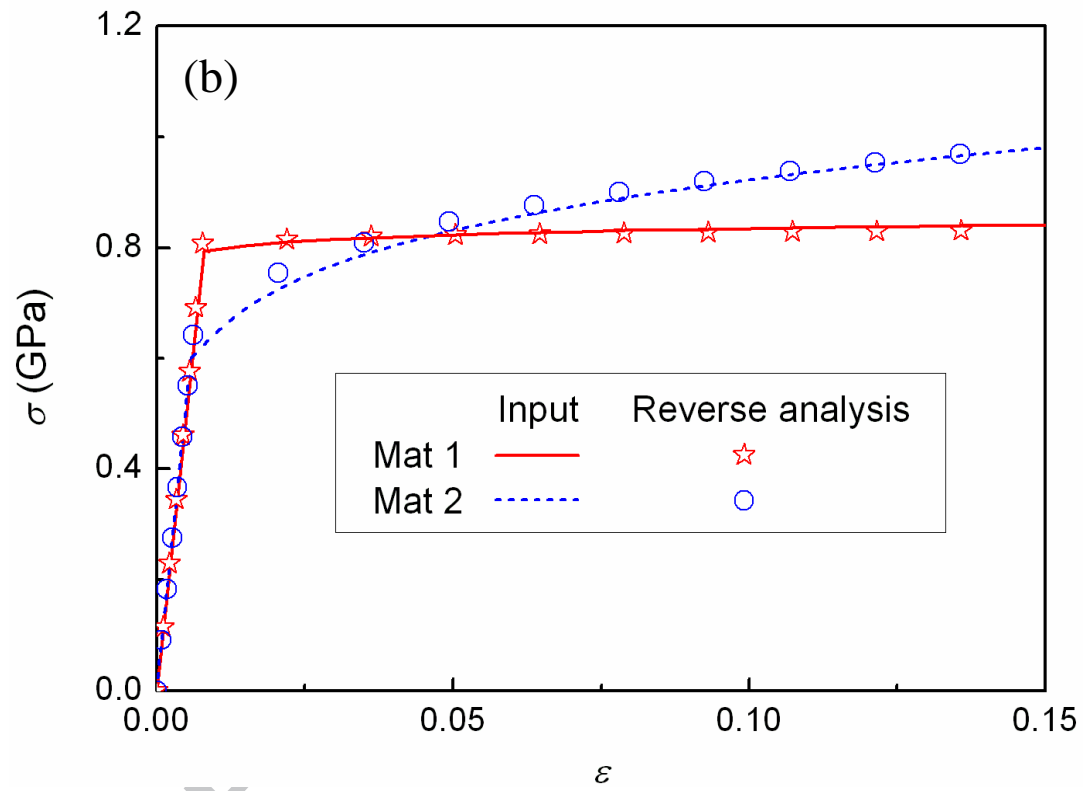 1.2
(b)
0.8
σ (GPa)
Input Reverse analysis
Mat 1
Mat 2
0.4
0.0
0.00 0.05 0.10 0.15
ε